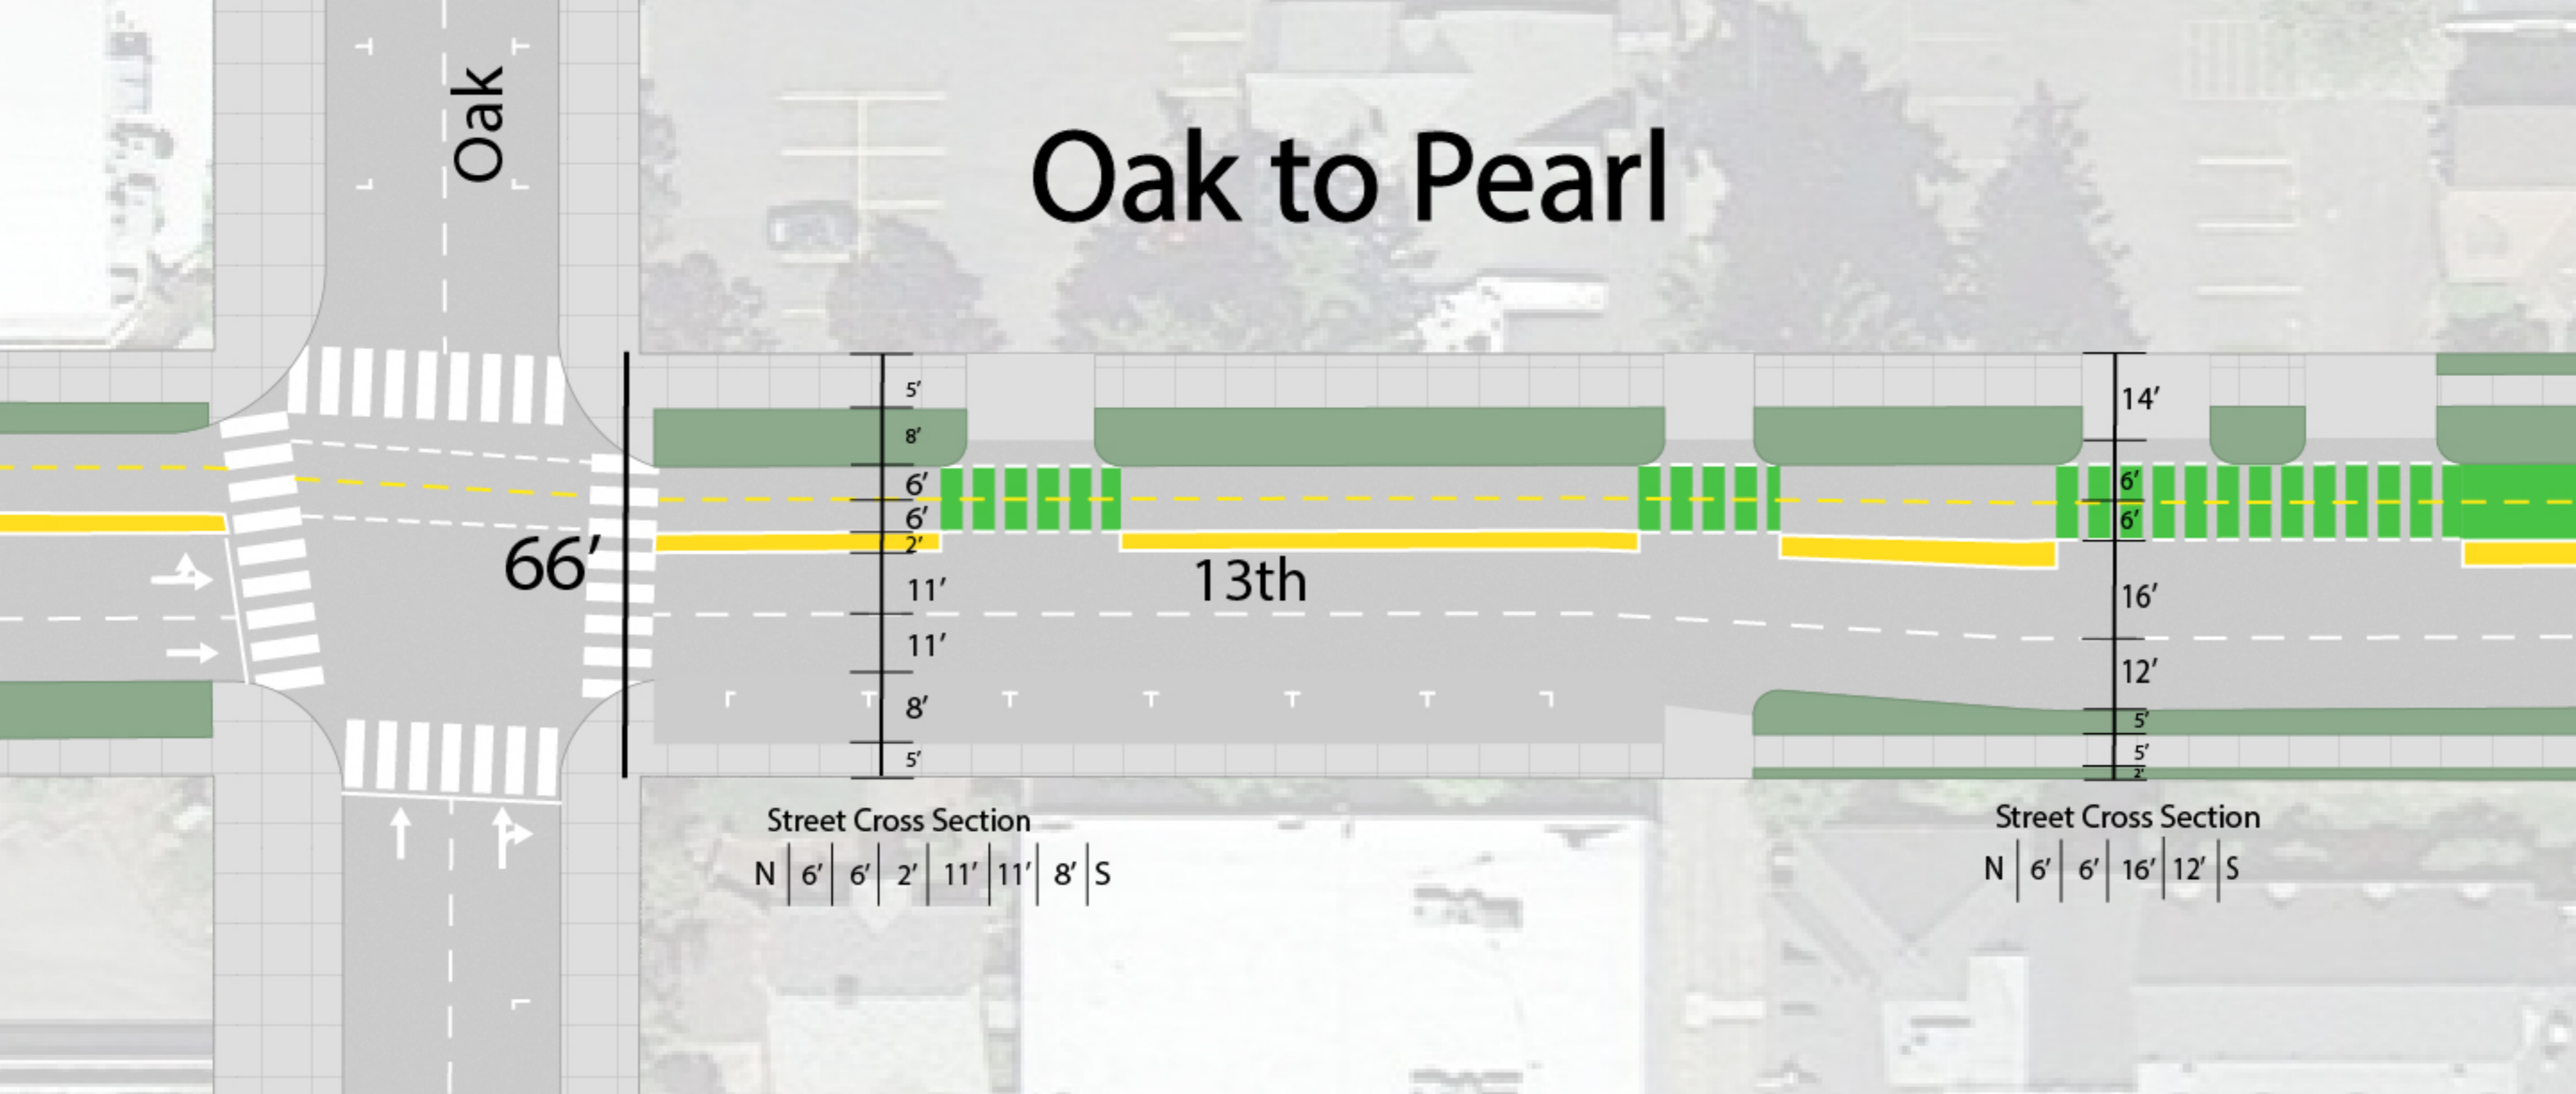 Oak
Oak to Pearl
66′
13th
5′
8′
6′
6′
2′
11′
11′
8′
5′
14′
6′
6′
16′
12′
5′
5′
2′
Street Cross Section
N 6′ 6′ 2′ 11′ 11′ 8′ S
Street Cross Section
N 6′ 6′ 16′ 12′ S